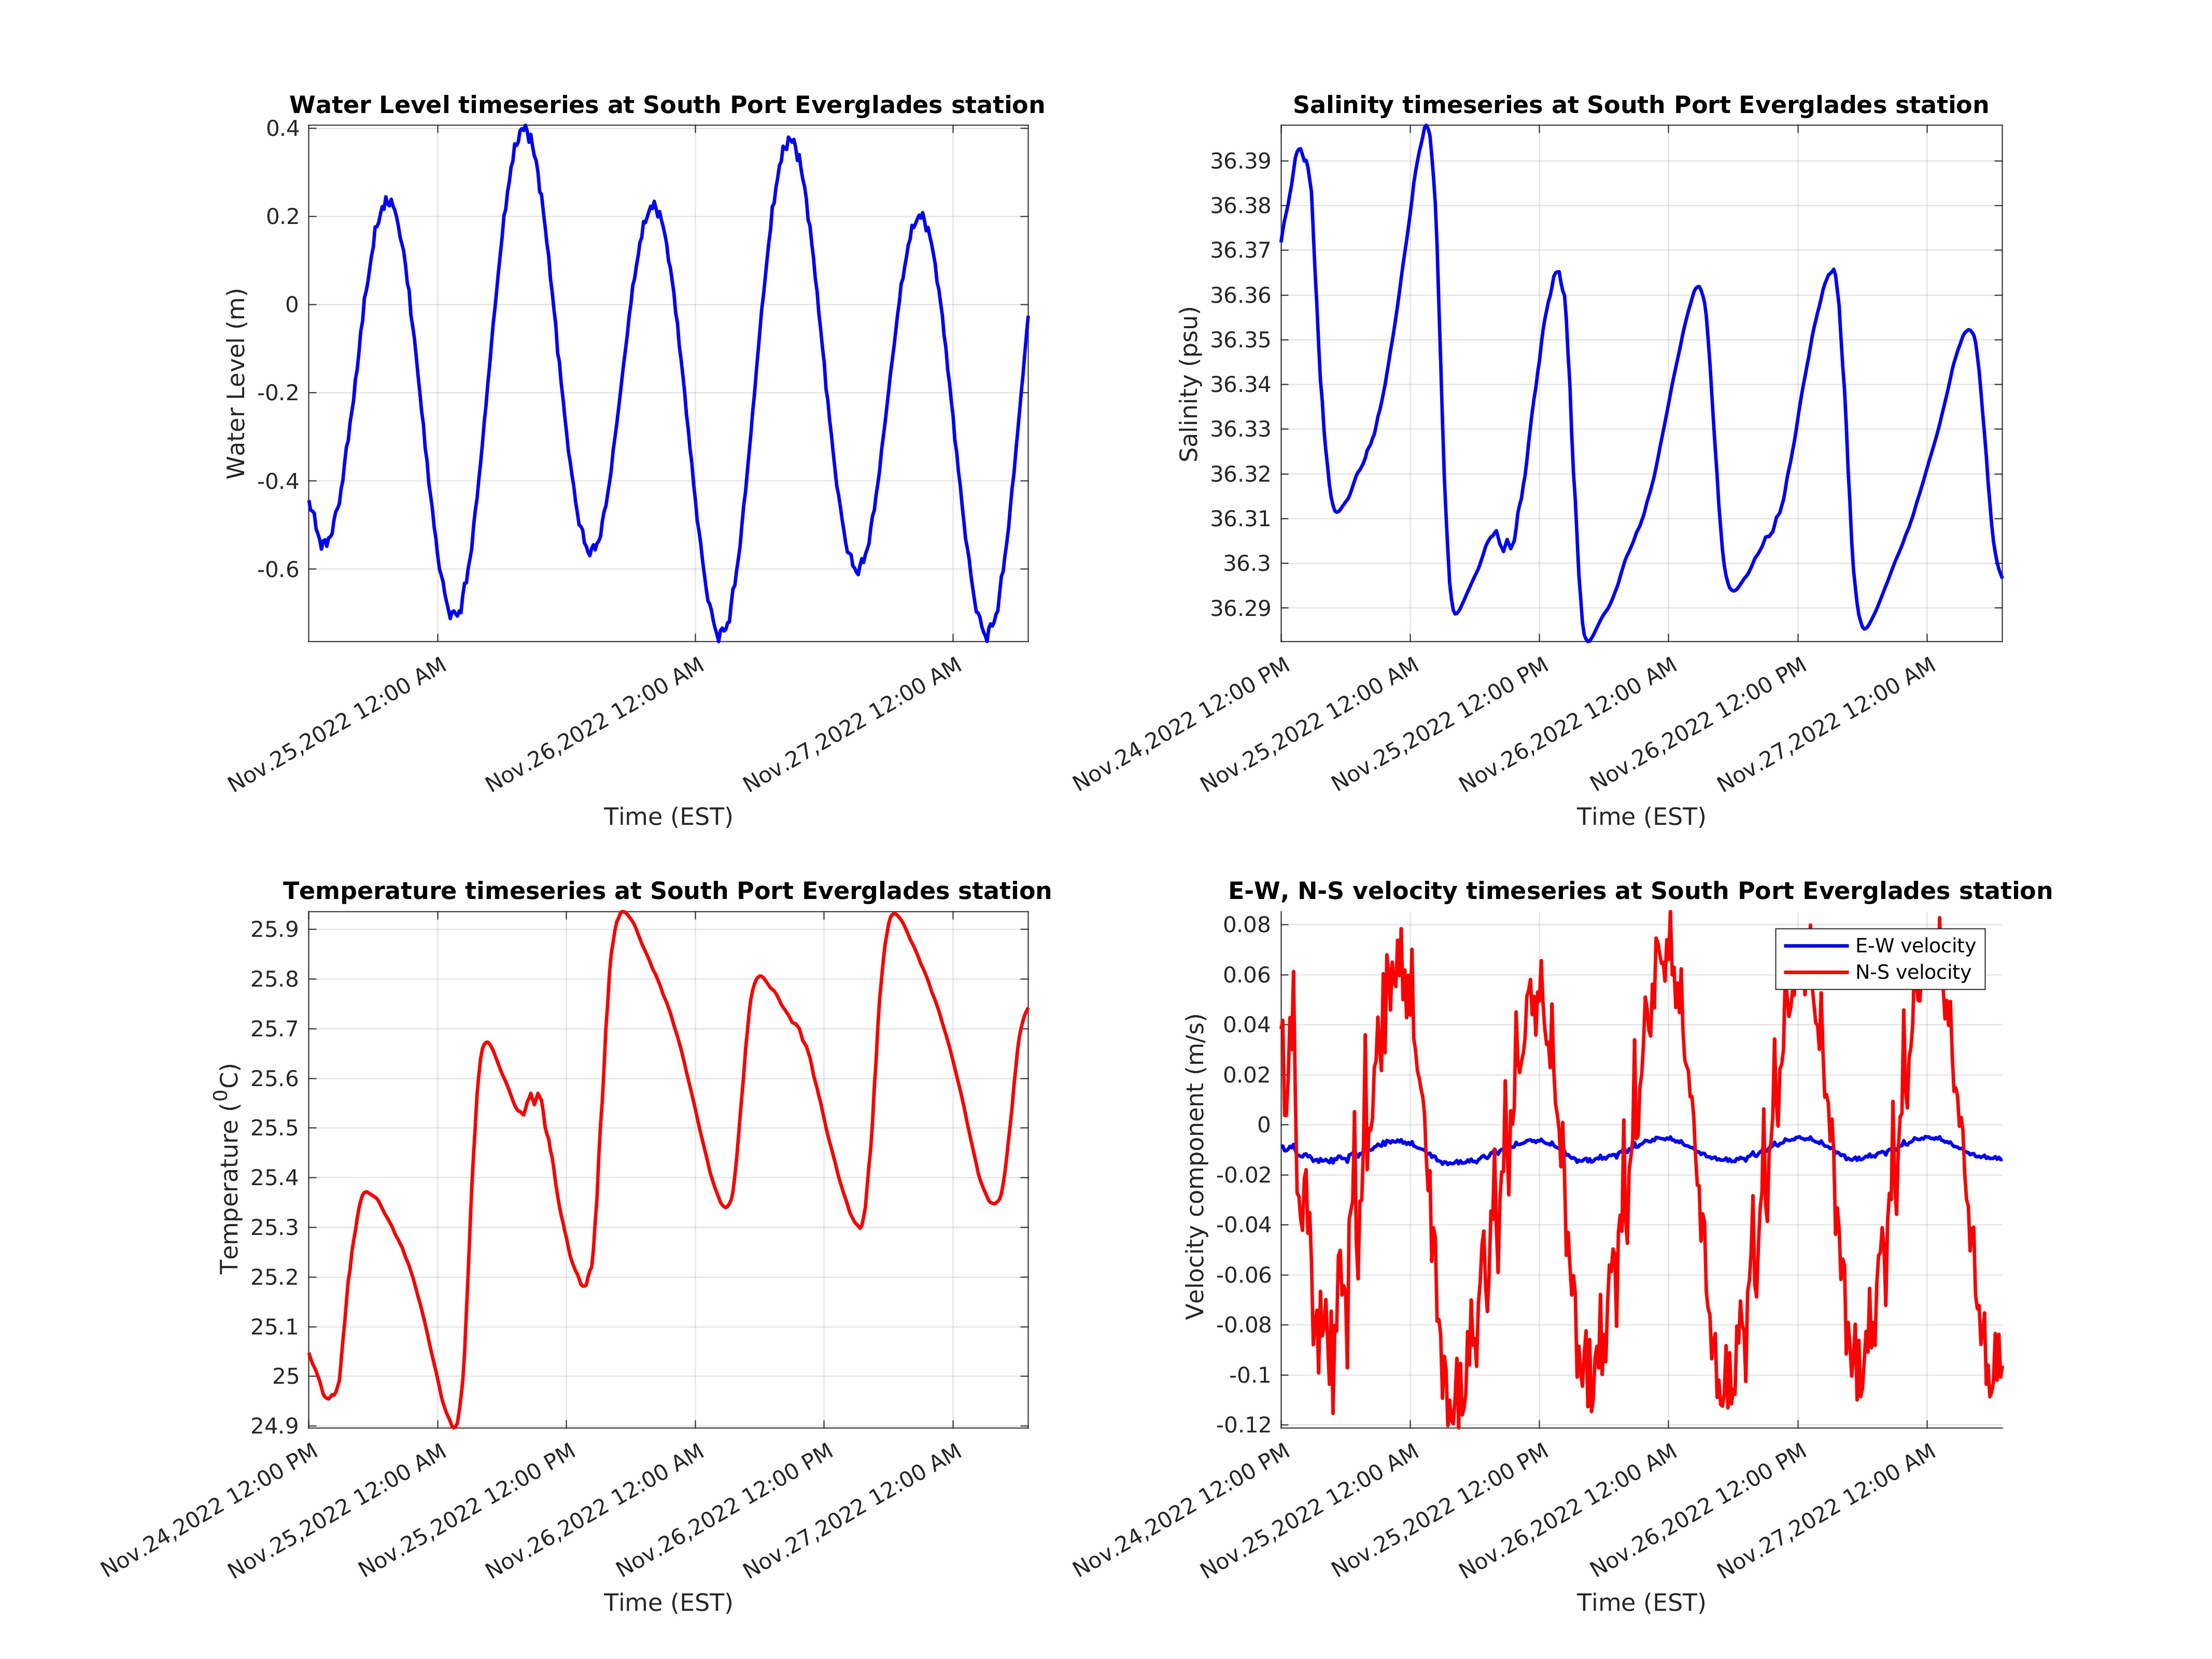 Water Level timeseries at South Port Everglades station
Water Level (m)
0.4
0.2
0
-0.2
-0.4
-0.6
Nov.25,2022 12:00 AM
Nov.26,2022 12:00 AM
Nov.27,2022 12:00 AM
Time (EST)
Salinity timeseries at South Port Everglades station
Salinity (psu)
36.39
36.38
36.37
36.36
36.35
36.34
36.33
36.32
36.31
36.3
36.29
Nov.24,2022 12:00 PM
Nov.25,2022 12:00 AM
Nov.25,2022 12:00 PM
Nov.26,2022 12:00 AM
Nov.26,2022 12:00 PM
Nov.27,2022 12:00 AM
Time (EST)
Temperature timeseries at South Port Everglades station
Temperature (⁰C)
25.9
25.8
25.7
25.6
25.5
25.4
25.3
25.2
25.1
25
24.9
Nov.24,2022 12:00 PM
Nov.25,2022 12:00 AM
Nov.25,2022 12:00 PM
Nov.26,2022 12:00 AM
Nov.26,2022 12:00 PM
Nov.27,2022 12:00 AM
Time (EST)
E-W, N-S velocity timeseries at South Port Everglades station
Velocity component (m/s)
0.08
0.06
0.04
0.02
0
-0.02
-0.04
-0.06
-0.08
-0.1
-0.12
E-W velocity
N-S velocity
Nov.24,2022 12:00 PM
Nov.25,2022 12:00 AM
Nov.25,2022 12:00 PM
Nov.26,2022 12:00 AM
Nov.26,2022 12:00 PM
Nov.27,2022 12:00 AM
Time (EST)